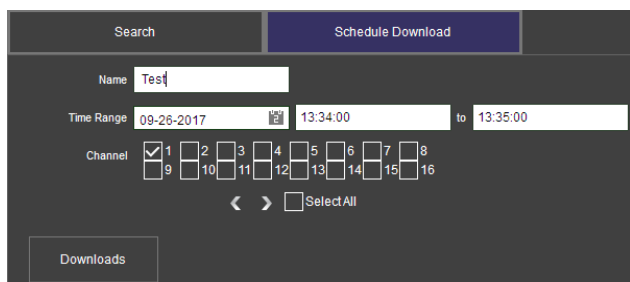 Search Schedule Download
Name Test
Time Range 09-26-2017 13:34:00 to 13:35:00
Channel 1 2 3 4 5 6 7 8
9 10 11 12 13 14 15 16
Select All
Downloads